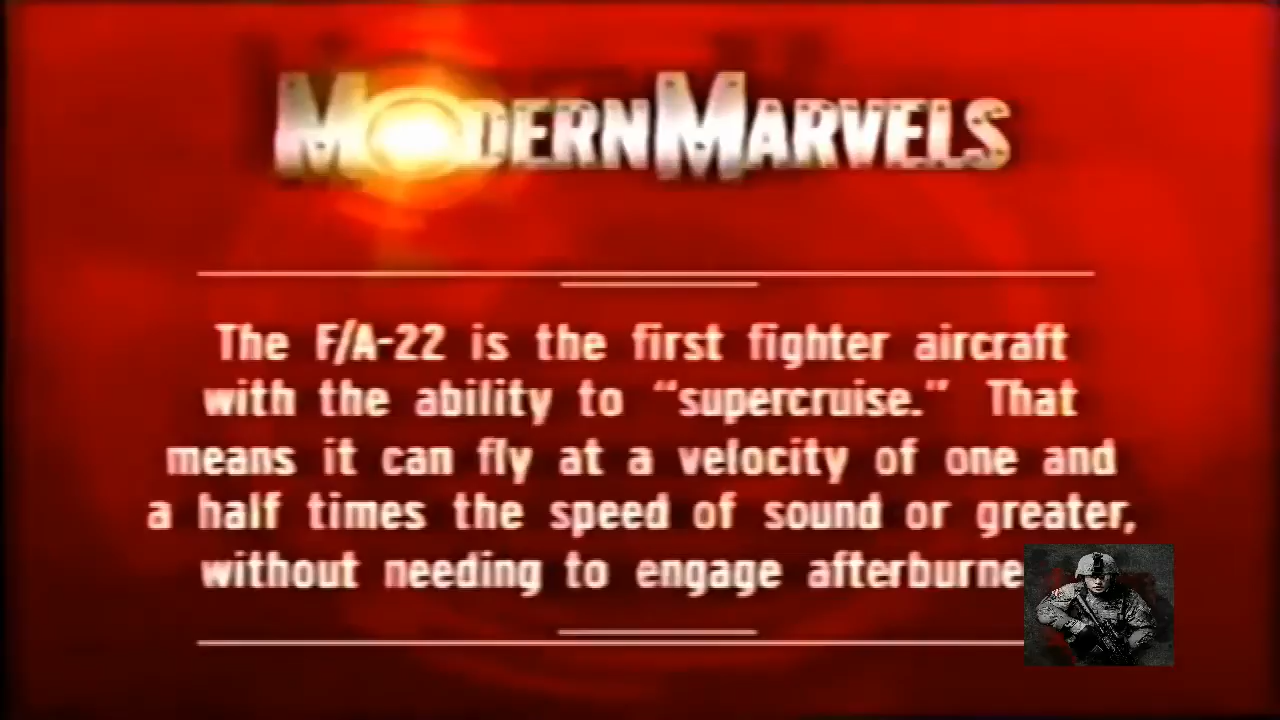 MODERN MARVELS
The F/A-22 is the first fighter aircraft
with the ability to “supercruise.” That
means it can fly at a velocity of one and
a half times the speed of sound or greater,
without needing to engage